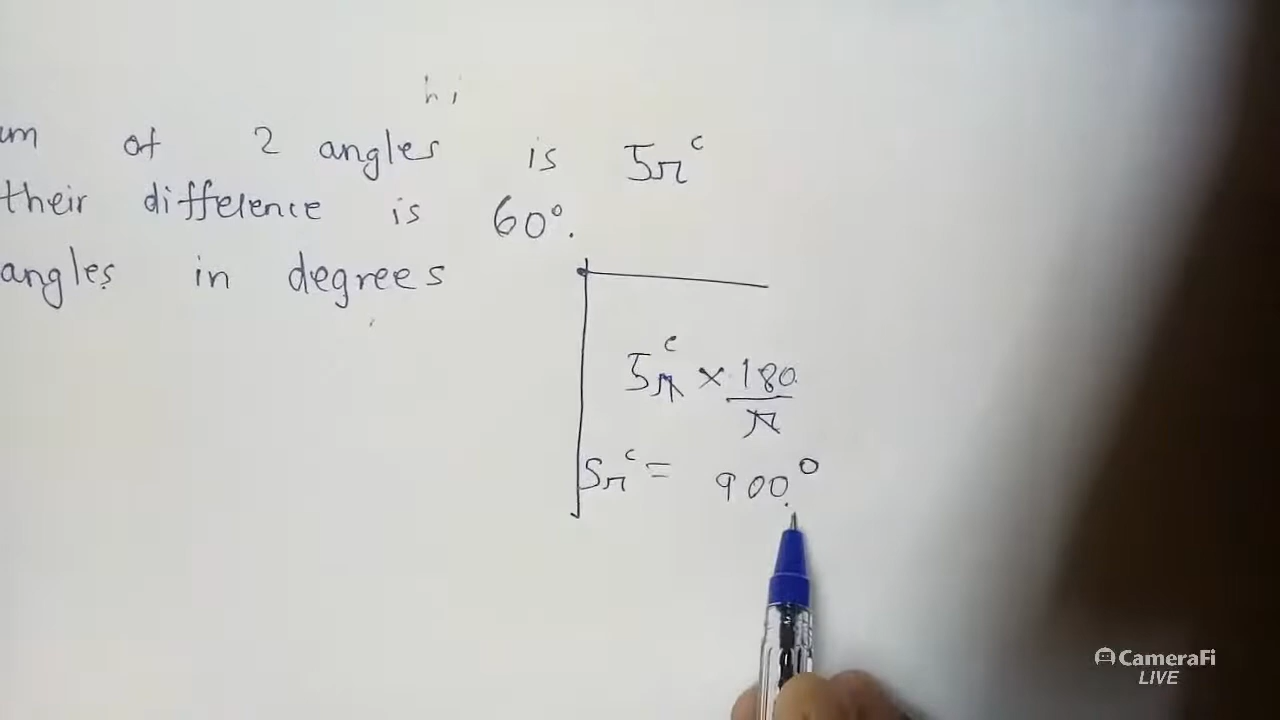 hi
um of 2 angles is 5π^c
their difference is 60°.
angles in degrees
5π^c × 180/π
5π^c = 900°
CameraFi
LIVE